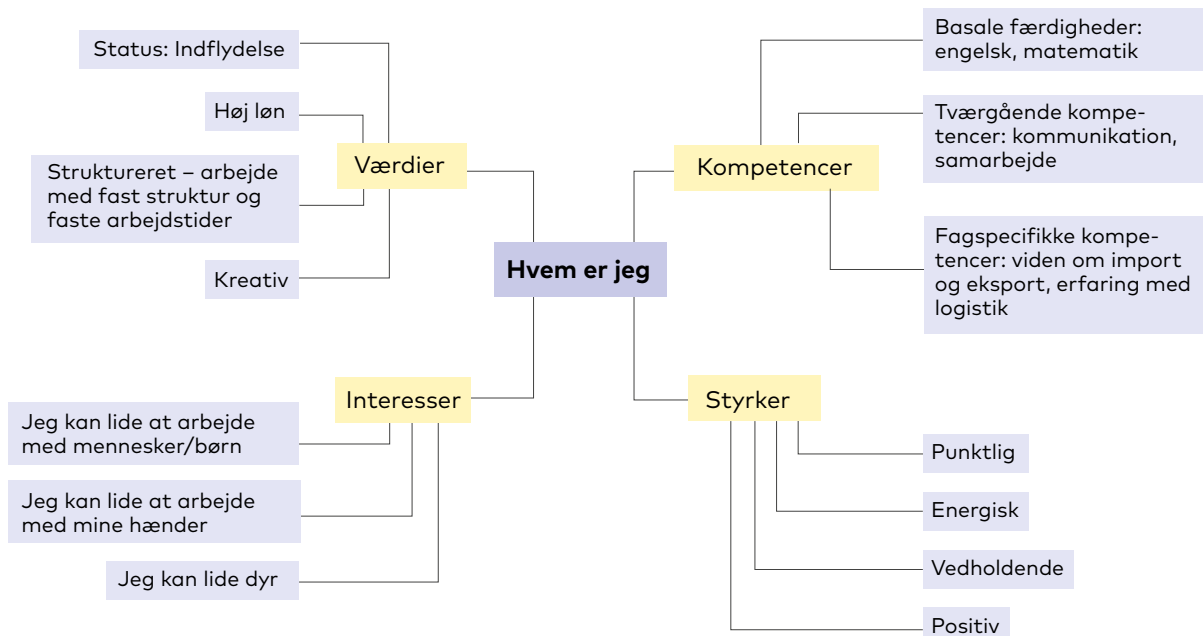 Hvem er jeg
Værdier
Status: Indflydelse
Høj løn
Struktureret – arbejde
med fast struktur og
faste arbejdstider
Kreativ
Kompetencer
Basale færdigheder:
engelsk, matematik
Tværgående kompe-
tencer: kommunikation,
samarbejde
Fagspecifikke kompe-
tencer: viden om import
og eksport, erfaring med
logistik
Interesser
Jeg kan lide at arbejde
med mennesker/børn
Jeg kan lide at arbejde
med mine hænder
Jeg kan lide dyr
Styrker
Punktlig
Energisk
Vedholdende
Positiv